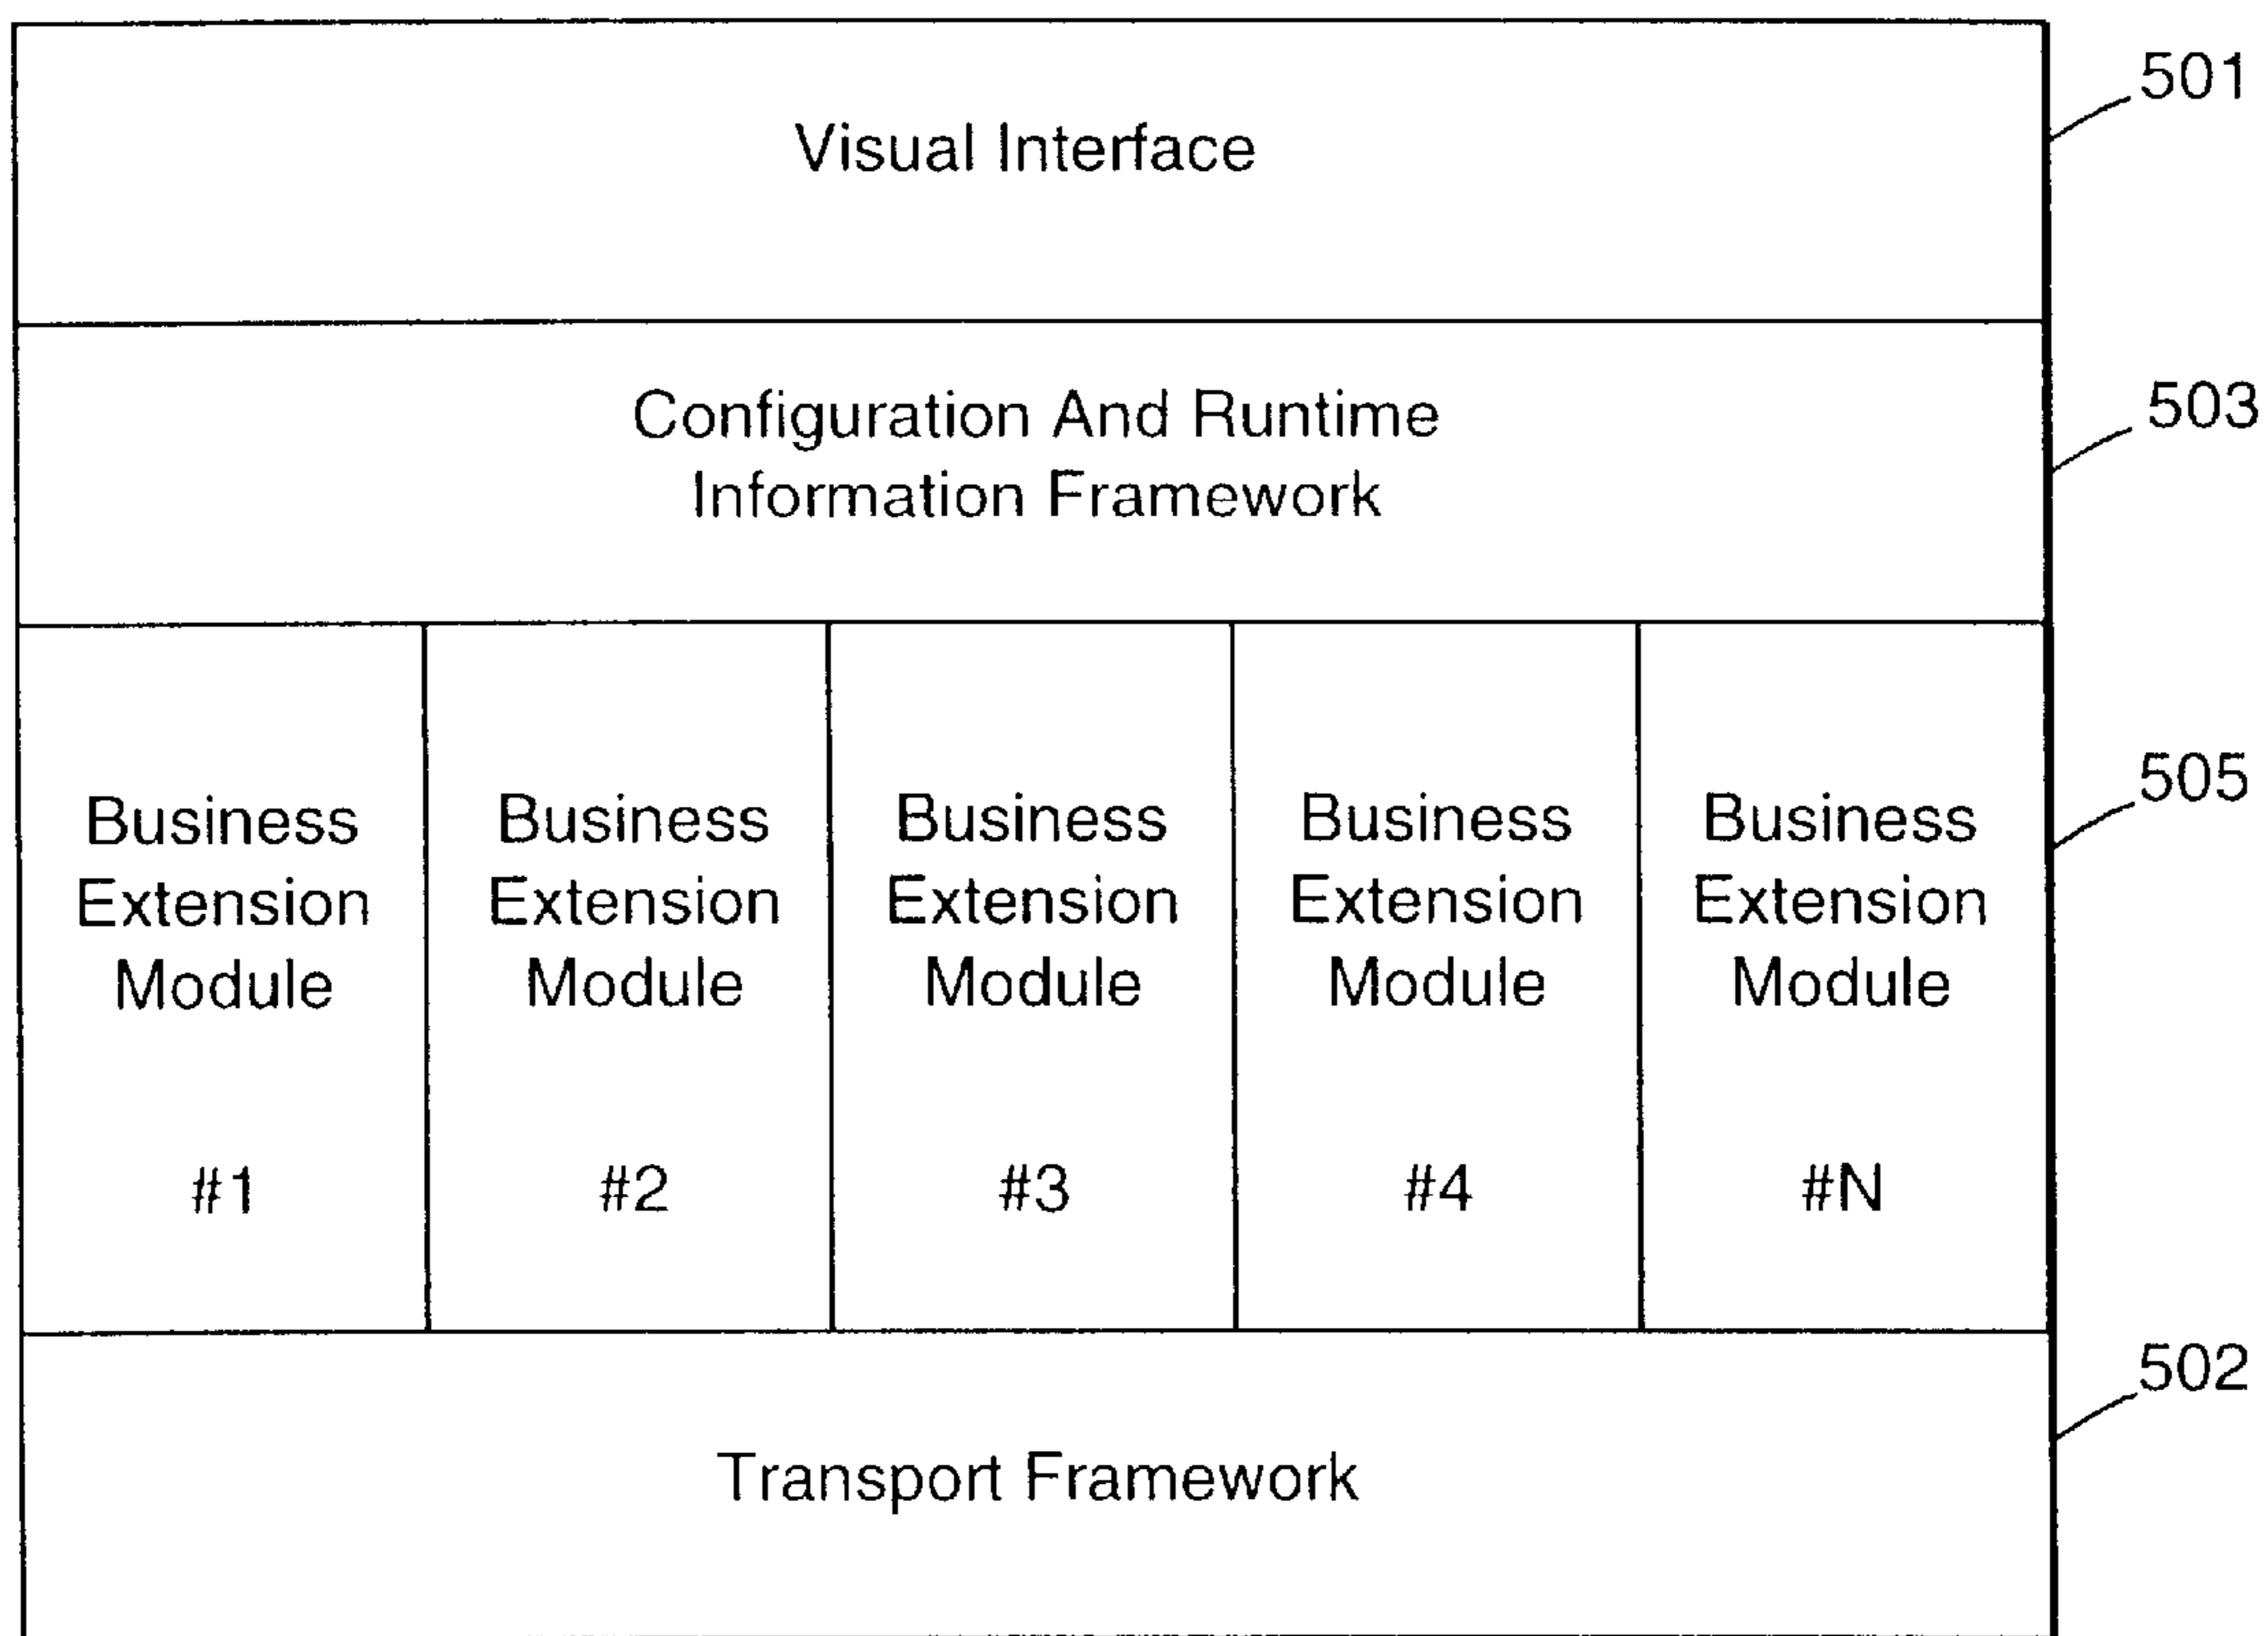 501
Visual Interface
503
Configuration And Runtime
Information Framework
505
Business
Extension
Module
#1
Business
Extension
Module
#2
Business
Extension
Module
#3
Business
Extension
Module
#4
Business
Extension
Module
#N
502
Transport Framework